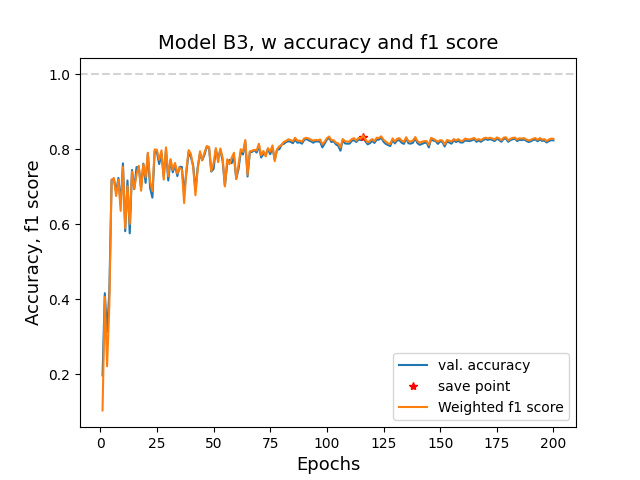 Model B3, w accuracy and f1 score
1.0
0.8
0.6
0.4
0.2
Accuracy, f1 score
val. accuracy
save point
Weighted f1 score
0 25 50 75 100 125 150 175 200
Epochs